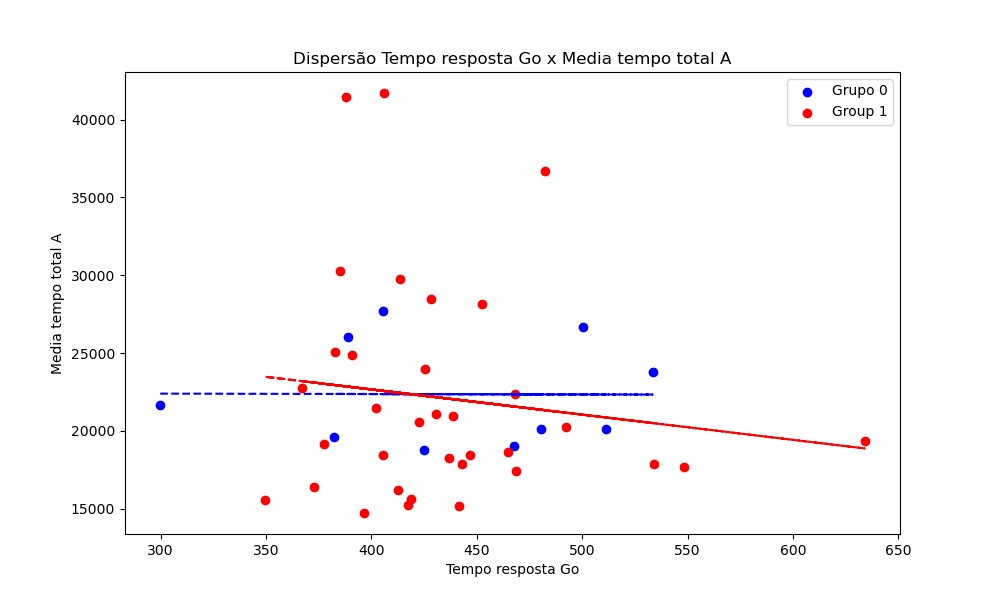 Dispersão Tempo resposta Go x Media tempo total A
Grupo 0
Group 1
40000
35000
30000
25000
20000
15000
Media tempo total A
300
350
400
450
500
550
600
650
Tempo resposta Go